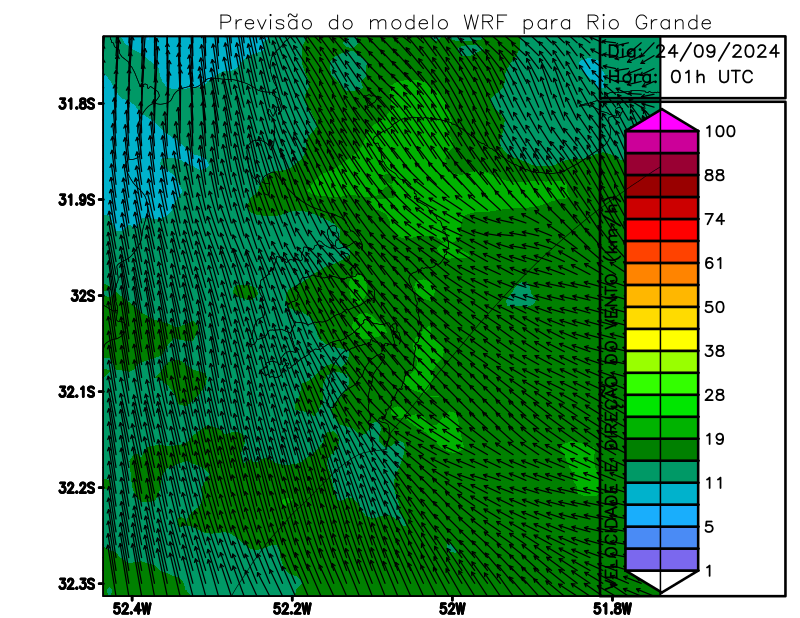 Previsão do modelo WRF para Rio Grande
Dia: 24/09/2024
Hora: 01h UTC
31.8S
31.9S
32S
32.1S
32.2S
32.3S
52.4W
52.2W
52W
51.8W
VELOCIDADE E DIREÇÃO DO VENTO (km/h)
100
88
74
61
50
38
28
19
11
5
1